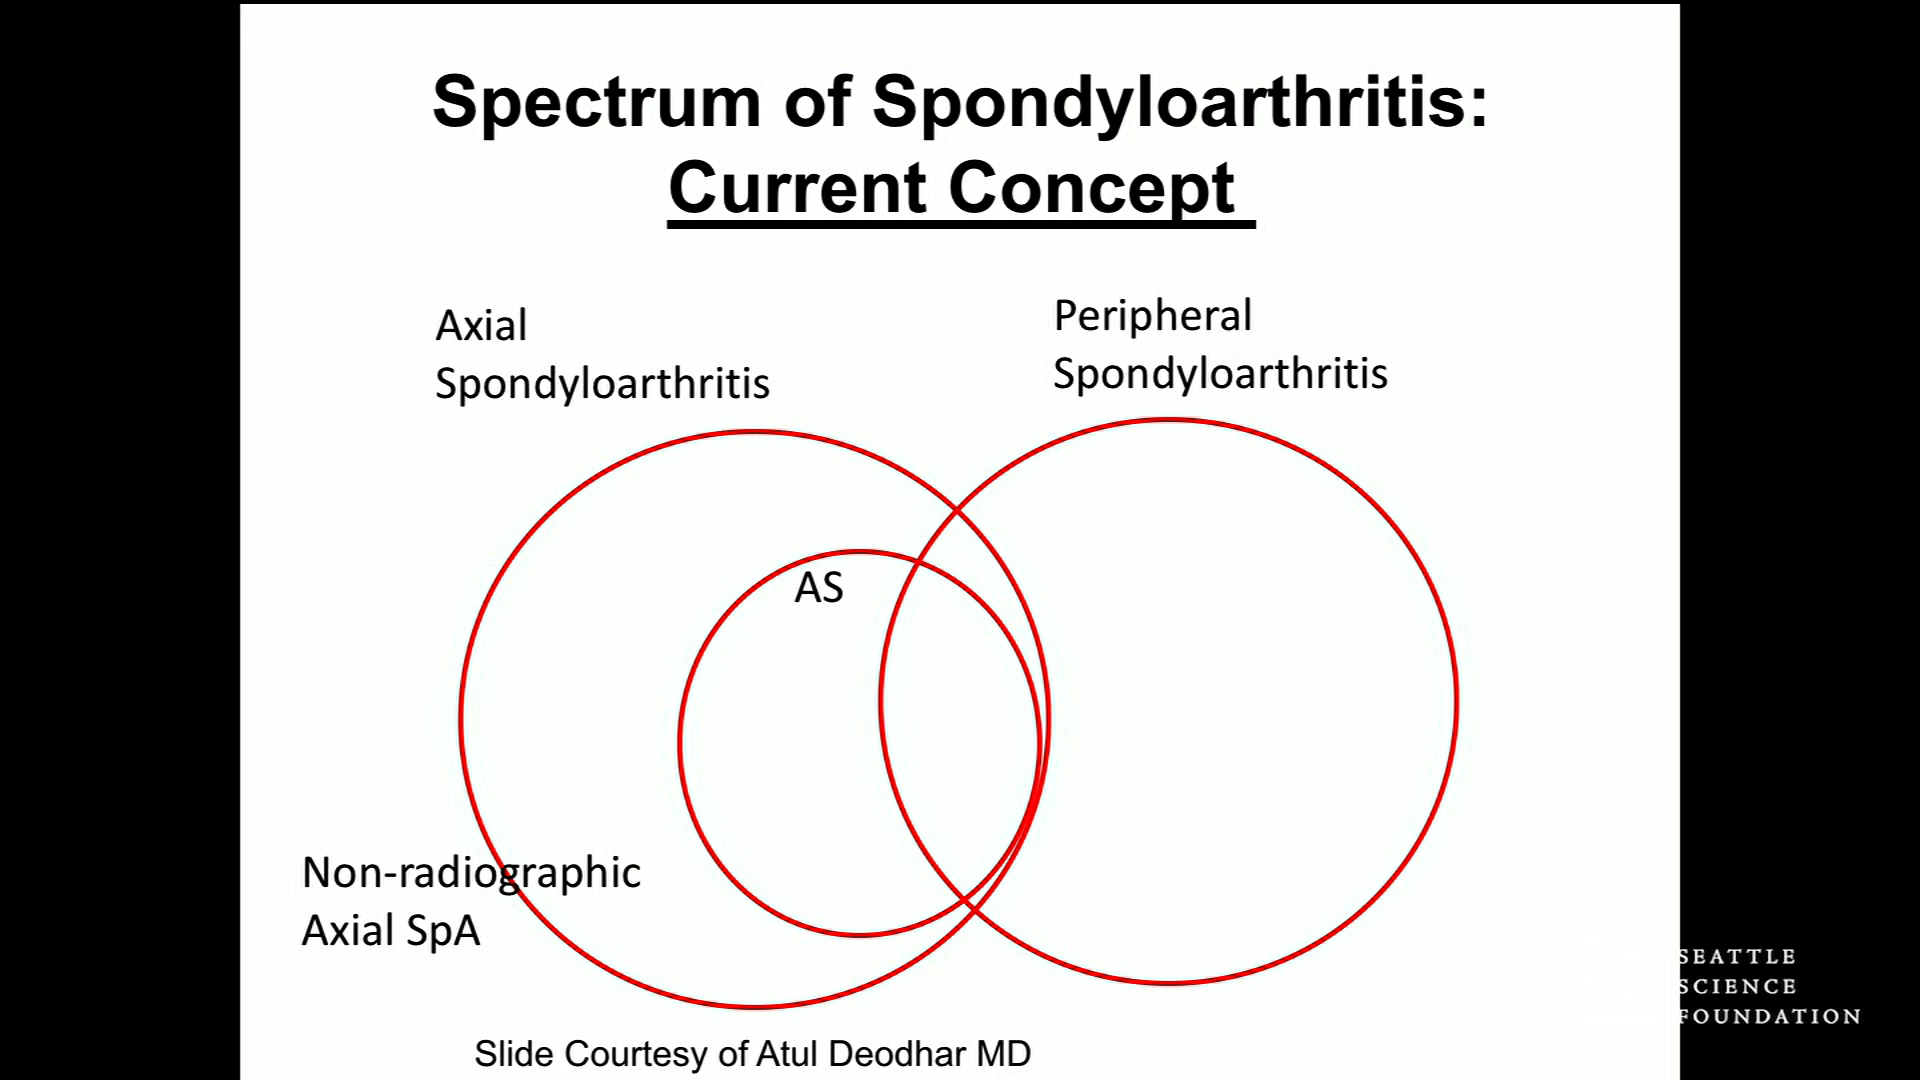 Spectrum of Spondyloarthritis:
Current Concept
Axial
Spondyloarthritis
Peripheral
Spondyloarthritis
AS
Non-radiographic
Axial SpA
Slide Courtesy of Atul Deodhar MD
SEATTLE
SCIENCE
FOUNDATION